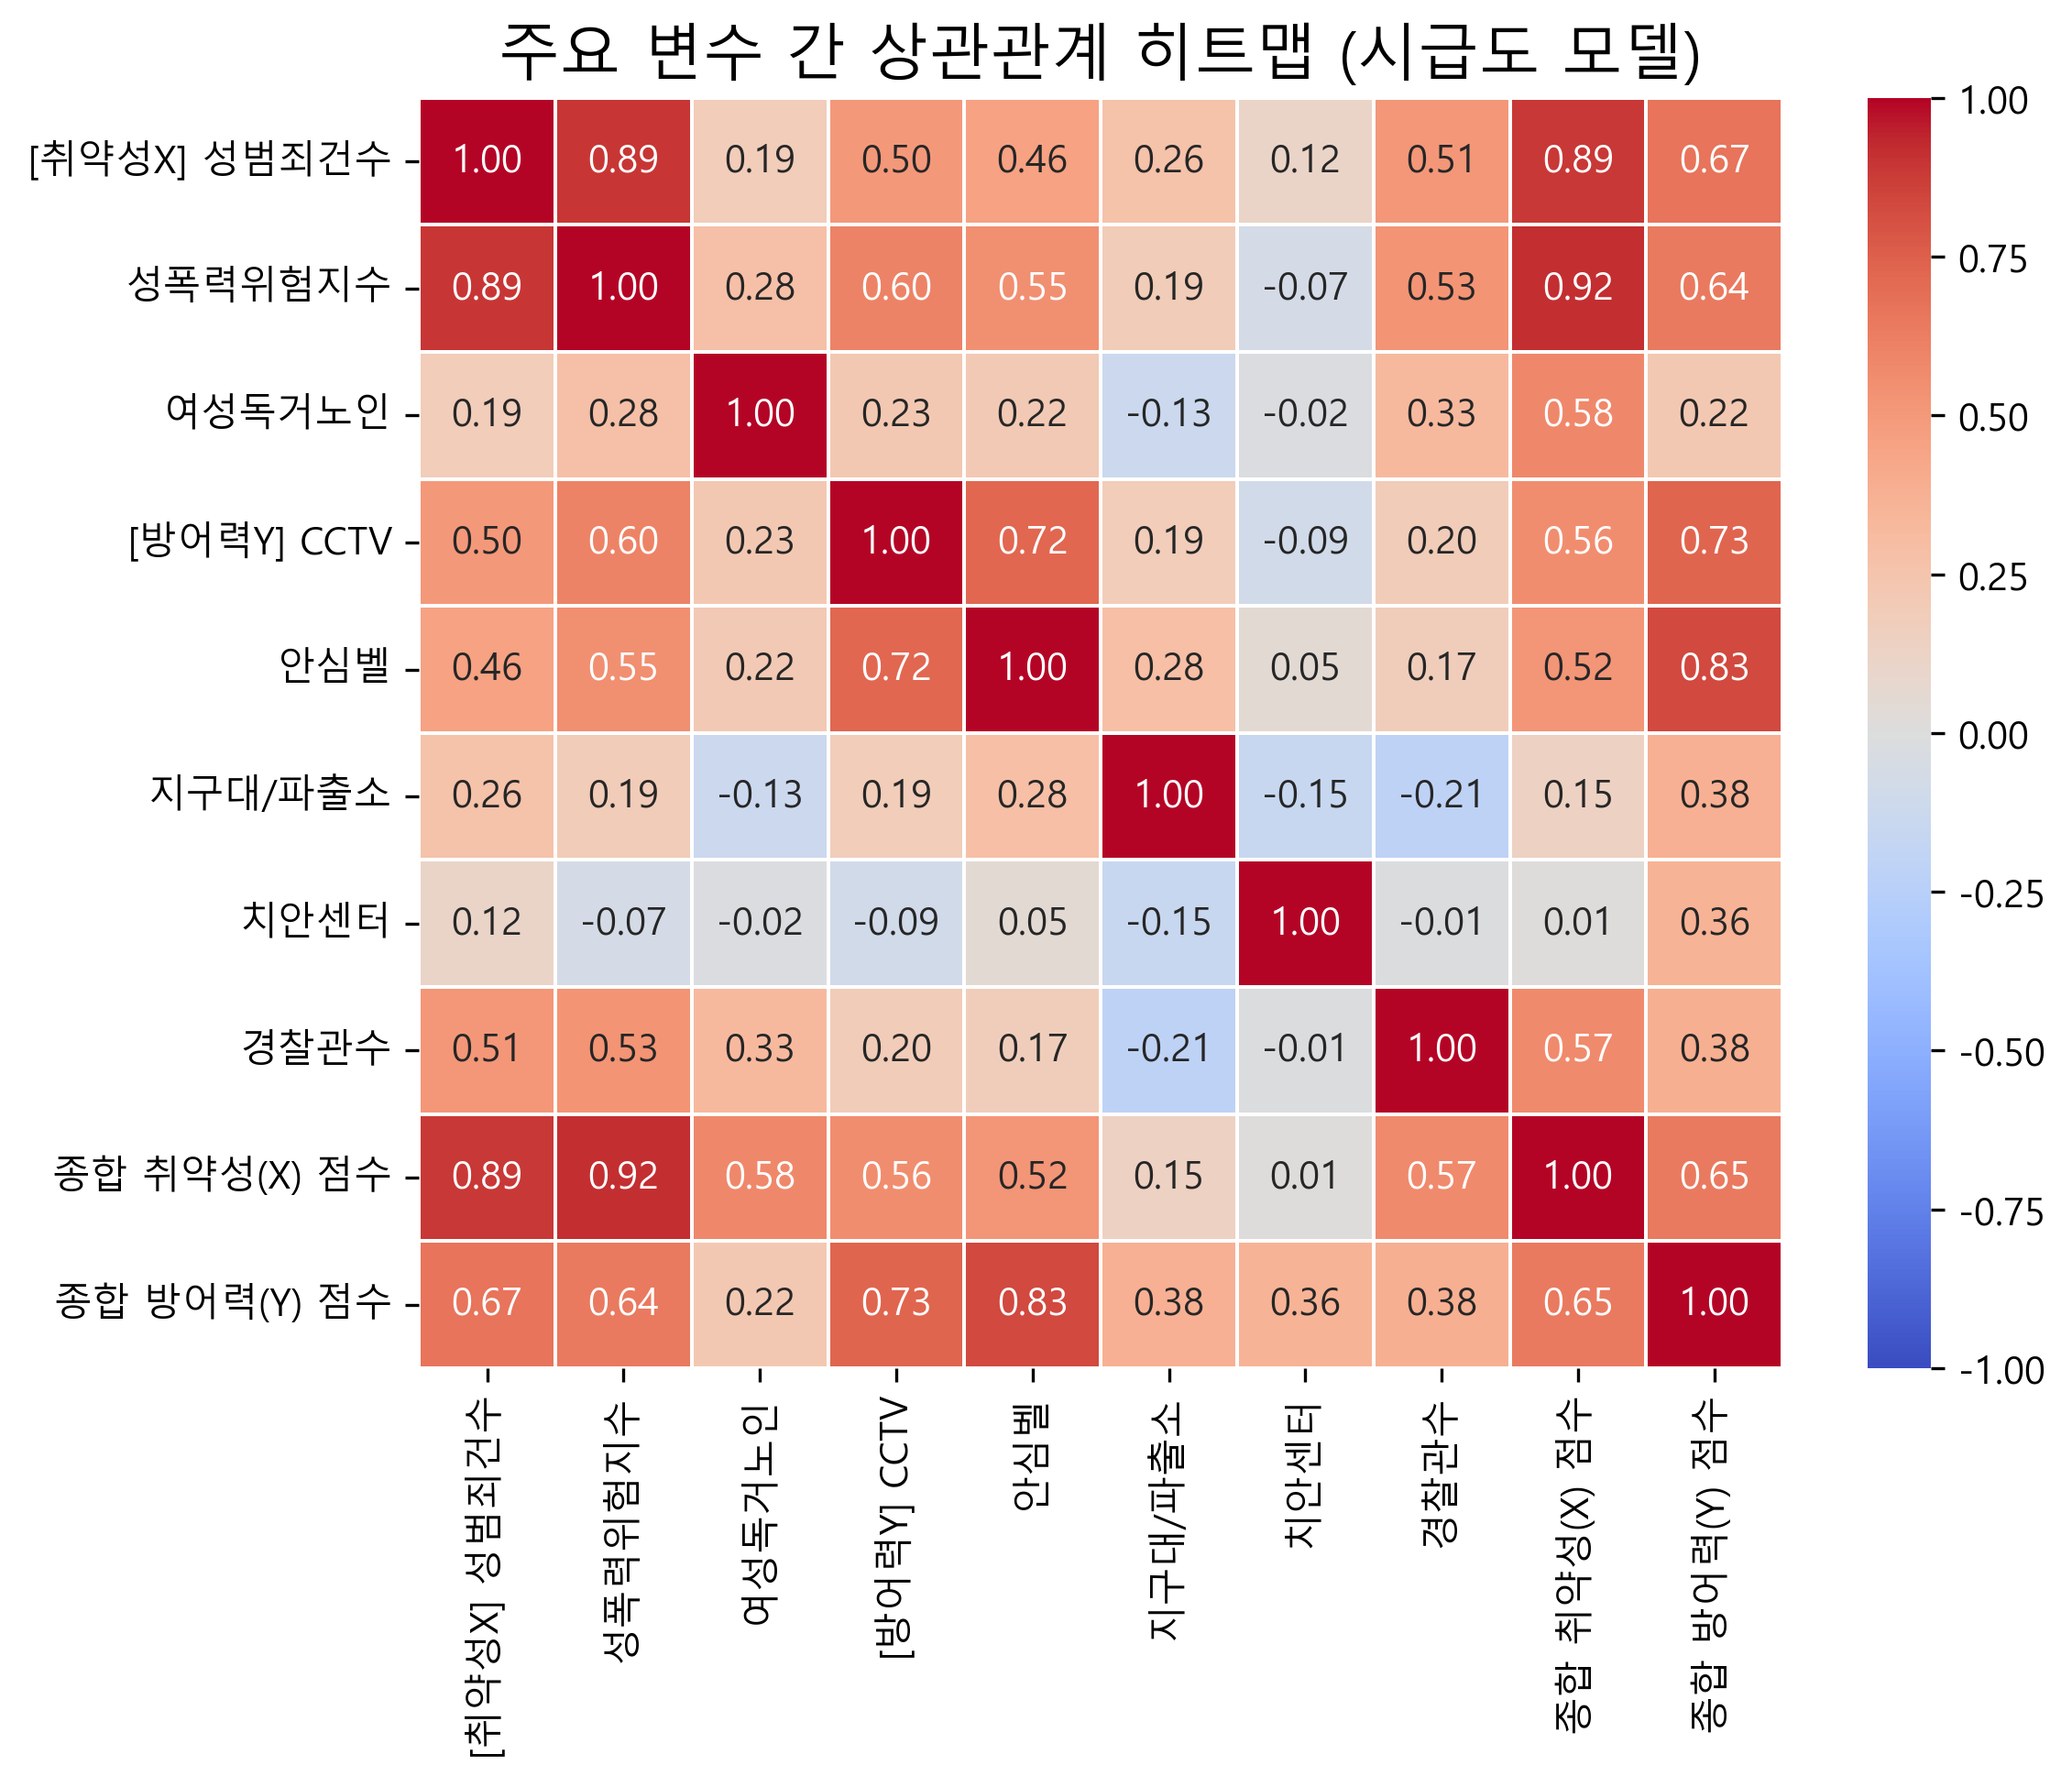 주요 변수 간 상관관계 히트맵 (시급도 모델)
[취약성X] 성범죄건수 1.00 0.89 0.19 0.50 0.46 0.26 0.12 0.51 0.89 0.67
성폭력위험지수 0.89 1.00 0.28 0.60 0.55 0.19 -0.07 0.53 0.92 0.64
여성독거노인 0.19 0.28 1.00 0.23 0.22 -0.13 -0.02 0.33 0.58 0.22
[방어력Y] CCTV 0.50 0.60 0.23 1.00 0.72 0.19 -0.09 0.20 0.56 0.73
안심벨 0.46 0.55 0.22 0.72 1.00 0.28 0.05 0.17 0.52 0.83
지구대/파출소 0.26 0.19 -0.13 0.19 0.28 1.00 -0.15 -0.21 0.15 0.38
치안센터 0.12 -0.07 -0.02 -0.09 0.05 -0.15 1.00 -0.01 0.01 0.36
경찰관수 0.51 0.53 0.33 0.20 0.17 -0.21 -0.01 1.00 0.57 0.38
종합 취약성(X) 점수 0.89 0.92 0.58 0.56 0.52 0.15 0.01 0.57 1.00 0.65
종합 방어력(Y) 점수 0.67 0.64 0.22 0.73 0.83 0.38 0.36 0.38 0.65 1.00
[취약성X] 성범죄건수
성폭력위험지수
여성독거노인
[방어력Y] CCTV
안심벨
지구대/파출소
치안센터
경찰관수
종합 취약성(X) 점수
종합 방어력(Y) 점수
1.00
0.75
0.50
0.25
0.00
-0.25
-0.50
-0.75
-1.00